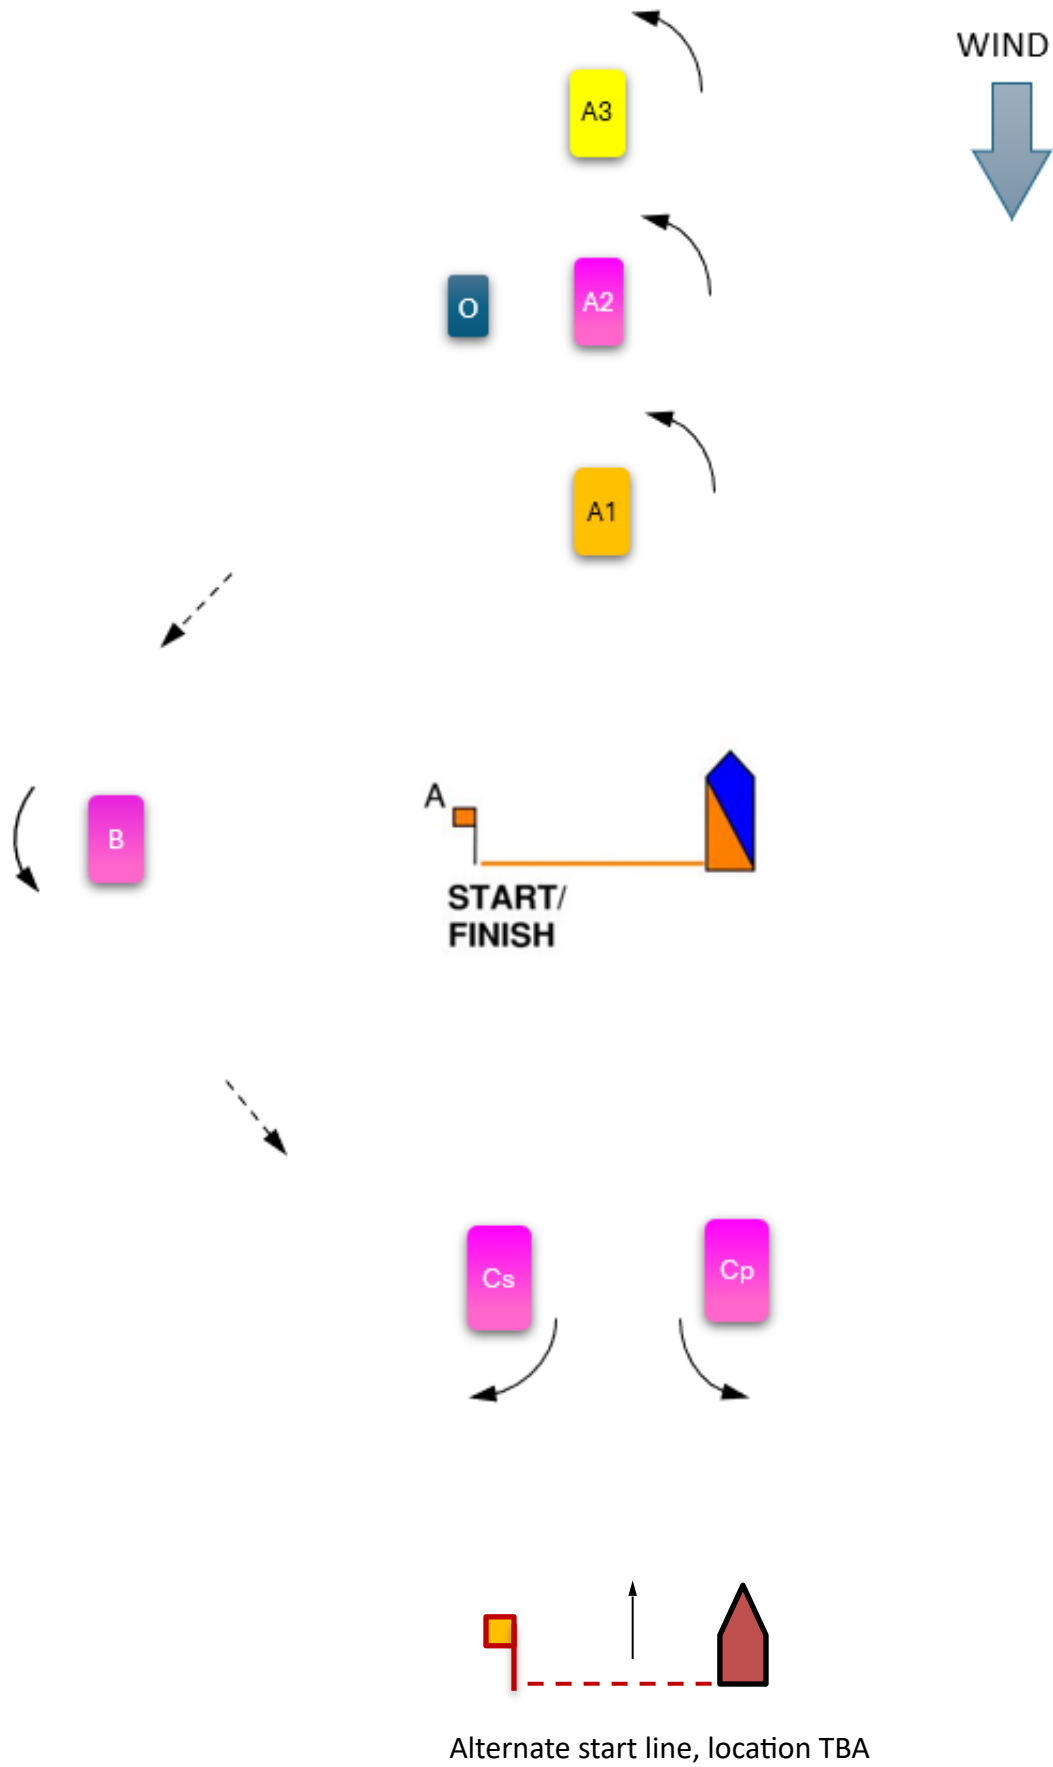 WIND
A3
O
A2
A1
B
A
START/
FINISH
Cs
Cp
Alternate start line, location TBA